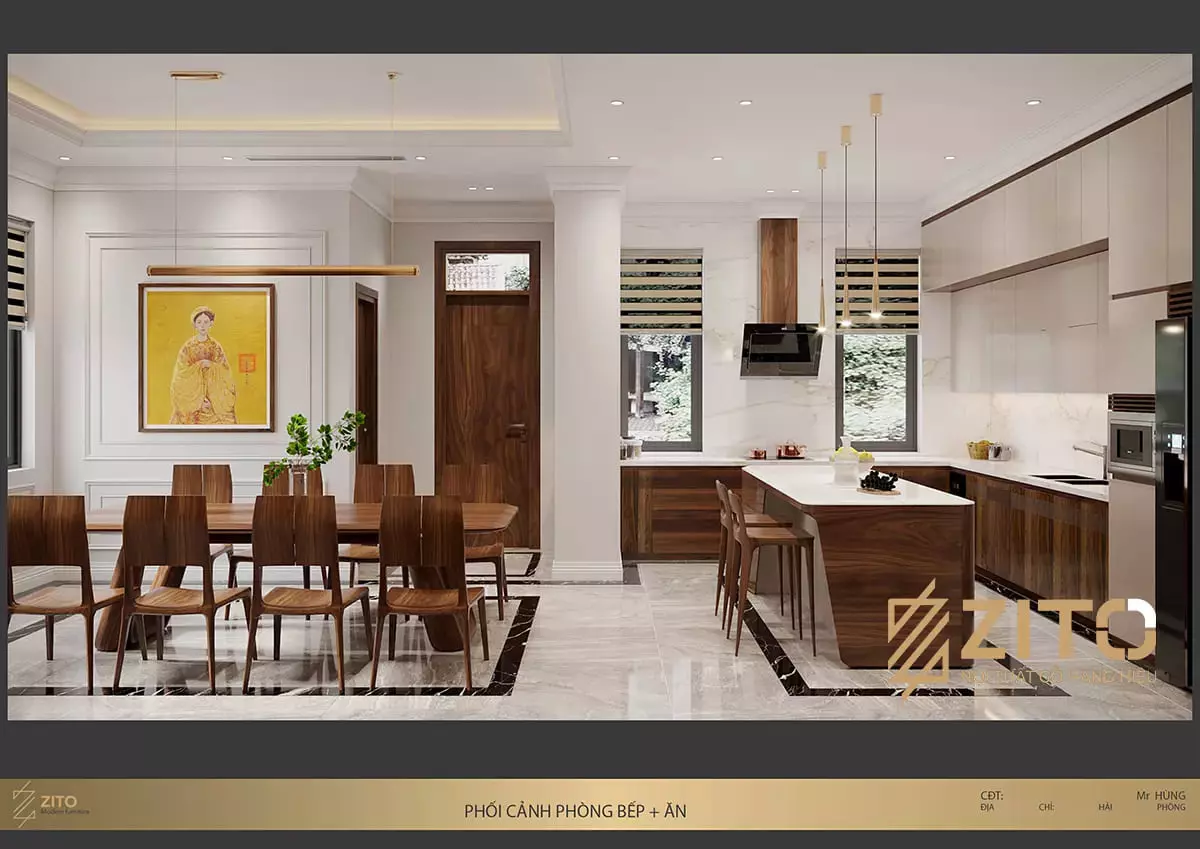 ZITO
NỘI THẤT GỖ HÀNG HIỆU
ZITO
Modern furniture
PHỐI CẢNH PHÒNG BẾP + ĂN
CĐT: Mr HÙNG
ĐỊA CHỈ: HẢI PHÒNG